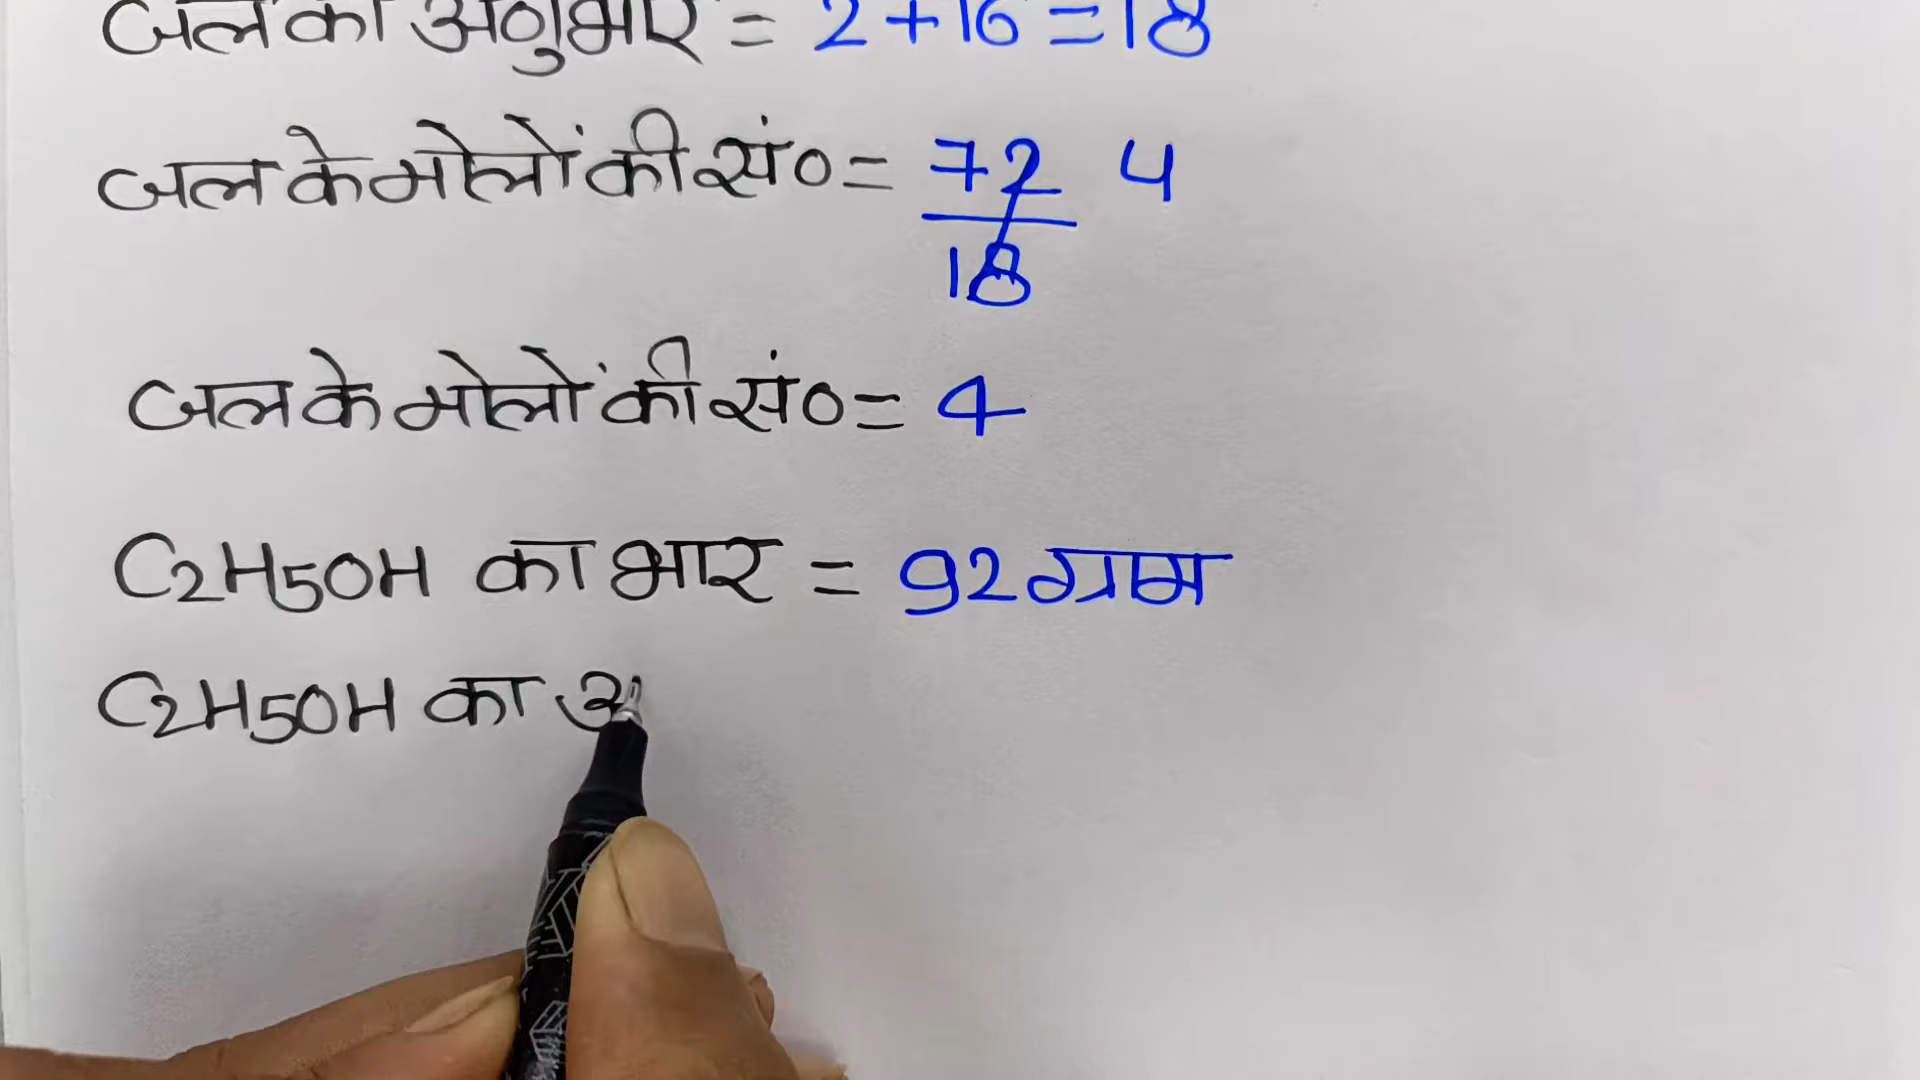 जल का अणुभार = 2+16=18
जल के मोलों की सं० = 72/18 4
जल के मोलों की सं० = 4
C2H5OH का भार = 92 ग्राम
C2H5OH का अ